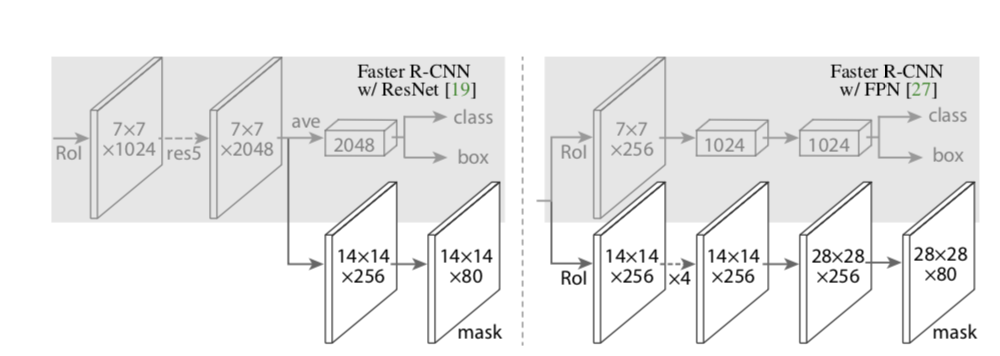 Faster R-CNN
w/ ResNet [19]
RoI
7×7
×1024
res5
7×7
×2048
ave
2048
class
box
14×14
×256
14×14
×80
mask
Faster R-CNN
w/ FPN [27]
RoI
7×7
×256
1024
1024
class
box
RoI
14×14
×256
×4
14×14
×256
28×28
×256
28×28
×80
mask